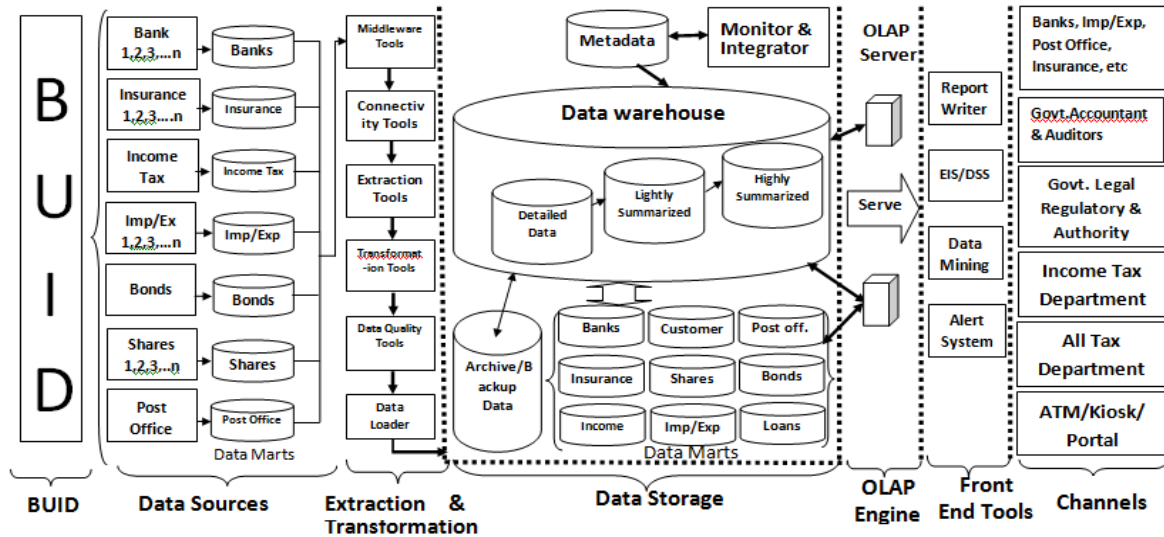 B
U
I
D
BUID
Bank
1,2,3,...n
Insurance
1,2,3....n
Income
Tax
Imp/Ex
1,2,3,...n
Bonds
Shares
1,2,3,..n
Post
Office
Banks
Insurance
Income Tax
Imp/Exp
Bonds
Shares
Post Office
Data Marts
Data Sources
Middleware
Tools
Connectiv
ity Tools
Extraction
Tools
Transformat
-ion Tools
Data Quality
Tools
Data
Loader
Extraction &
Transformation
Metadata
Monitor &
Integrator
Data warehouse
Detailed
Data
Lightly
Summarized
Highly
Summarized
Archive/B
ackup
Data
Banks
Customer
Post off.
Insurance
Shares
Bonds
Income
Imp/Exp
Loans
Data Marts
Data Storage
OLAP
Server
Serve
OLAP
Engine
Report
Writer
EIS/DSS
Data
Mining
Alert
System
Front
End Tools
Banks, Imp/Exp,
Post Office,
Insurance, etc
Govt.Accountant
& Auditors
Govt. Legal
Regulatory &
Authority
Income Tax
Department
All Tax
Department
ATM/Kiosk/
Portal
Channels